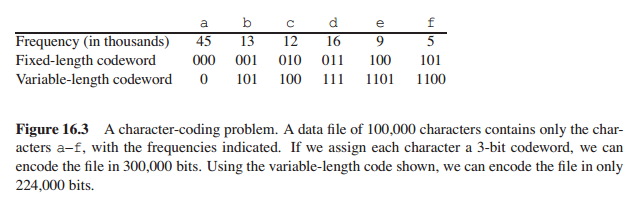 a b c d e f
Frequency (in thousands) 45 13 12 16 9 5
Fixed-length codeword 000 001 010 011 100 101
Variable-length codeword 0 101 100 111 1101 1100
Figure 16.3 A character-coding problem. A data file of 100,000 characters contains only the char-
acters a–f, with the frequencies indicated. If we assign each character a 3-bit codeword, we can
encode the file in 300,000 bits. Using the variable-length code shown, we can encode the file in only
224,000 bits.